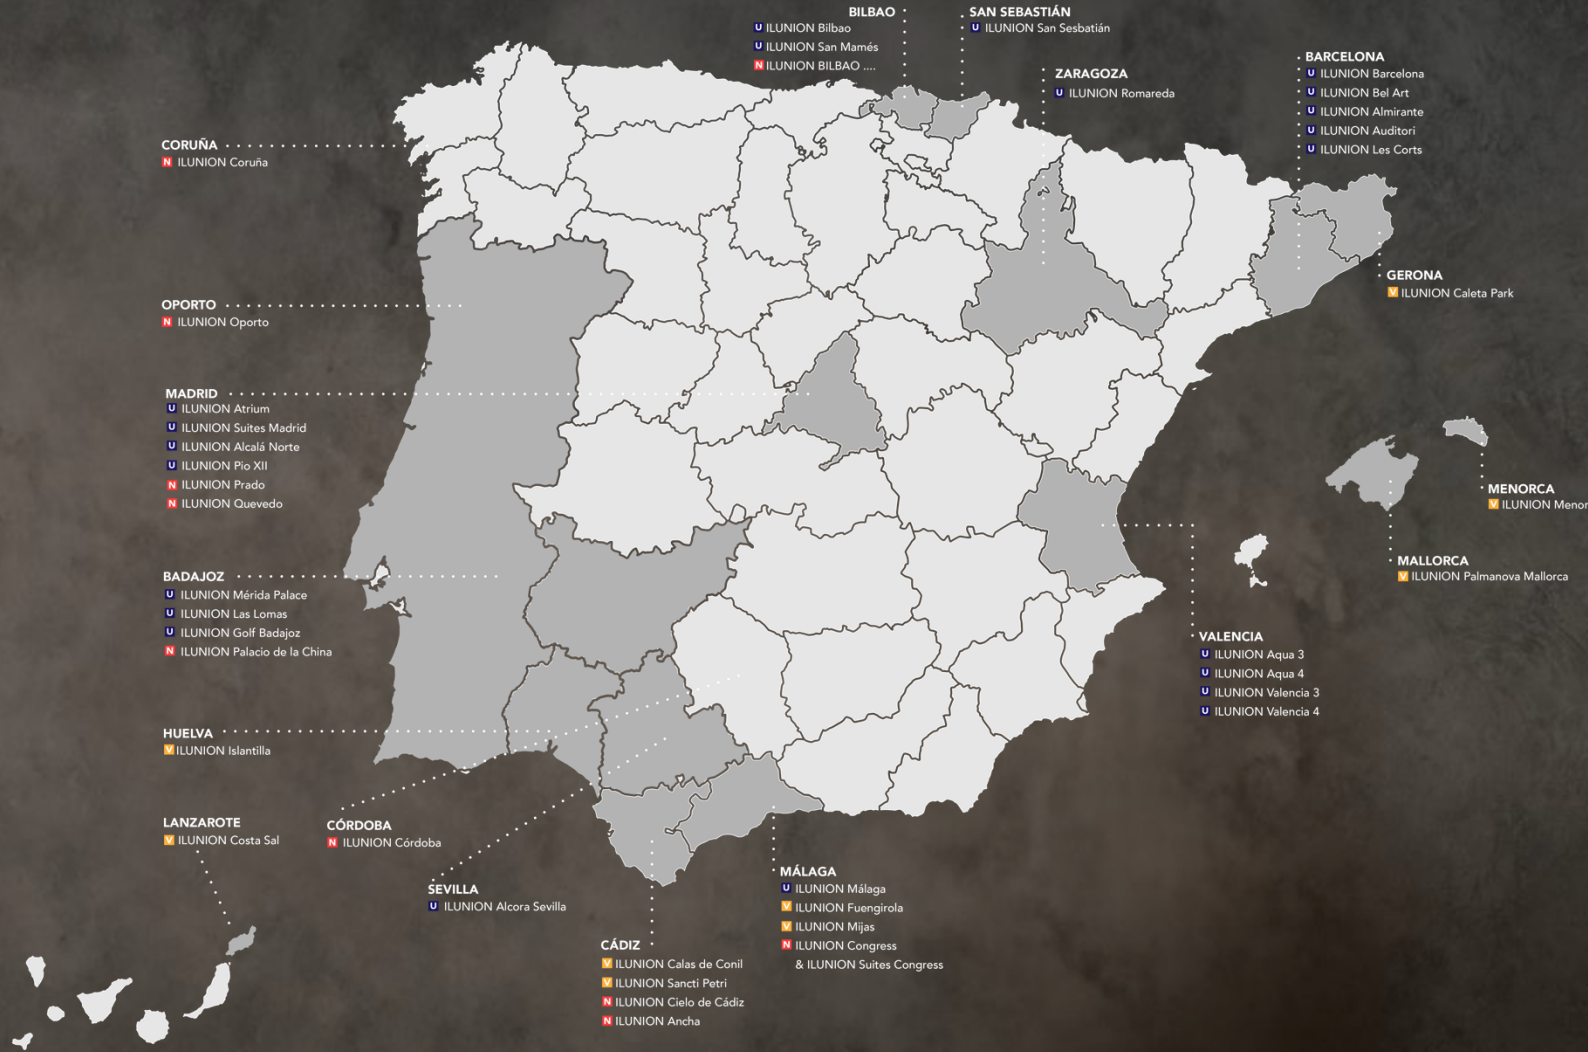 BILBAO
U ILUNION Bilbao
U ILUNION San Mamés
N ILUNION BILBAO ....
SAN SEBASTIÁN
U ILUNION San Sesbatián
ZARAGOZA
U ILUNION Romareda
BARCELONA
U ILUNION Barcelona
U ILUNION Bel Art
U ILUNION Almirante
U ILUNION Auditori
U ILUNION Les Corts
CORUÑA
N ILUNION Coruña
GERONA
V ILUNION Caleta Park
OPORTO
N ILUNION Oporto
MADRID
U ILUNION Atrium
U ILUNION Suites Madrid
U ILUNION Alcalá Norte
U ILUNION Pio XII
N ILUNION Prado
N ILUNION Quevedo
MENORCA
V ILUNION Menor
MALLORCA
V ILUNION Palmanova Mallorca
BADAJOZ
U ILUNION Mérida Palace
U ILUNION Las Lomas
U ILUNION Golf Badajoz
N ILUNION Palacio de la China
VALENCIA
U ILUNION Aqua 3
U ILUNION Aqua 4
U ILUNION Valencia 3
U ILUNION Valencia 4
HUELVA
V ILUNION Islantilla
LANZAROTE
V ILUNION Costa Sal
CÓRDOBA
N ILUNION Córdoba
SEVILLA
U ILUNION Alcora Sevilla
MÁLAGA
U ILUNION Málaga
V ILUNION Fuengirola
V ILUNION Mijas
N ILUNION Congress
& ILUNION Suites Congress
CÁDIZ
V ILUNION Calas de Conil
V ILUNION Sancti Petri
N ILUNION Cielo de Cádiz
N ILUNION Ancha